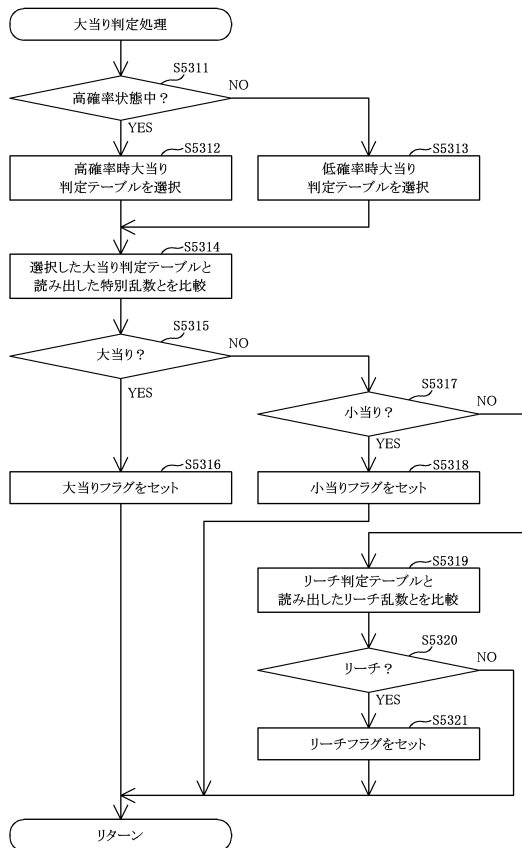 大当り判定処理
S5311
高確率状態中？
NO
YES
S5312
高確率時大当り
判定テーブルを選択
S5313
低確率時大当り
判定テーブルを選択
S5314
選択した大当り判定テーブルと
読み出した特別乱数とを比較
S5315
大当り？
NO
YES
S5317
小当り？
NO
YES
S5316
大当りフラグをセット
S5318
小当りフラグをセット
S5319
リーチ判定テーブルと
読み出したリーチ乱数とを比較
S5320
リーチ？
NO
YES
S5321
リーチフラグをセット
リターン